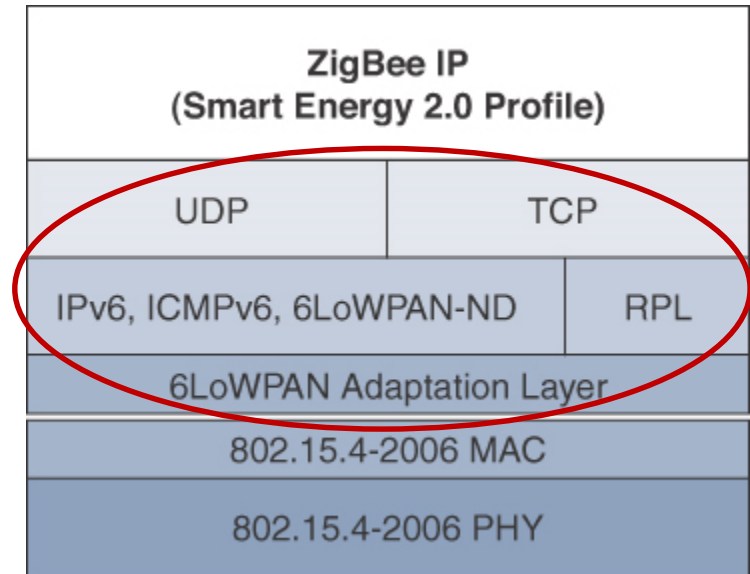 ZigBee IP
(Smart Energy 2.0 Profile)
UDP
TCP
IPv6, ICMPv6, 6LoWPAN-ND
RPL
6LoWPAN Adaptation Layer
802.15.4-2006 MAC
802.15.4-2006 PHY